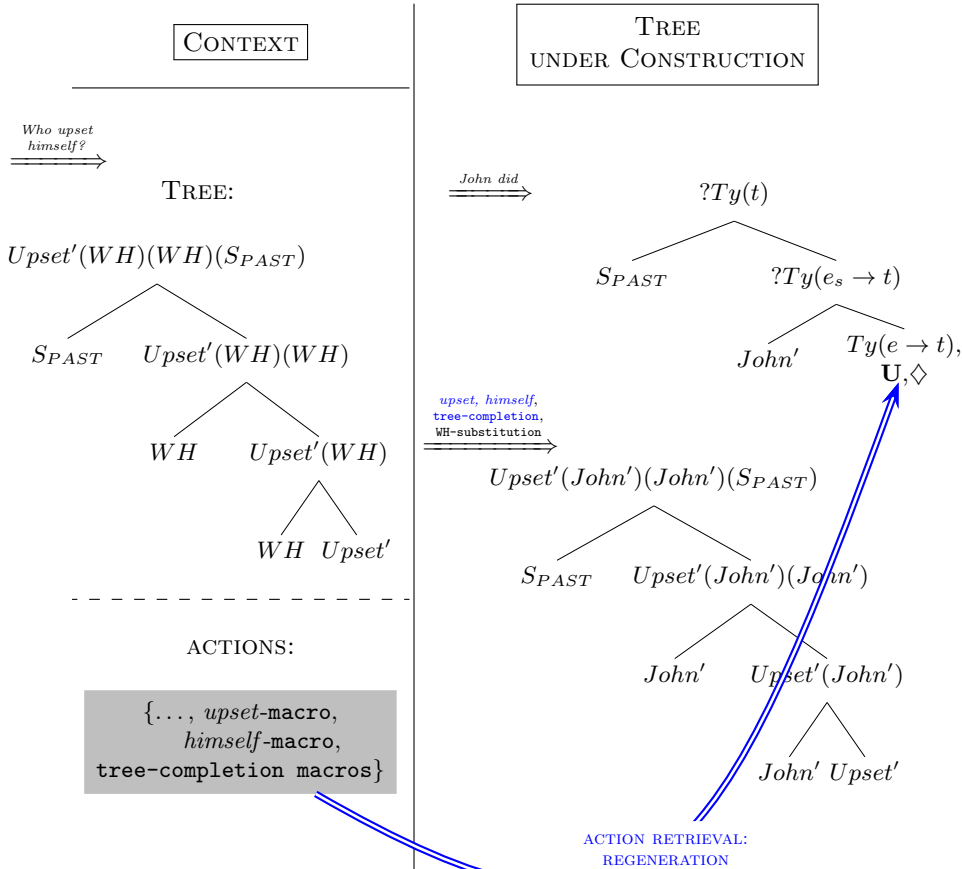 CONTEXT
Who upset
himself?
TREE:
Upset′(WH)(WH)(S_PAST)
S_PAST Upset′(WH)(WH)
WH Upset′(WH)
WH Upset′
ACTIONS:
{..., upset-macro,
himself-macro,
tree-completion macros}
TREE
UNDER CONSTRUCTION
John did
?Ty(t)
S_PAST ?Ty(e_s → t)
John′ Ty(e → t),
U,◇
upset, himself,
tree-completion,
WH-substitution
Upset′(John′)(John′)(S_PAST)
S_PAST Upset′(John′)(John′)
John′ Upset′(John′)
John′ Upset′
ACTION RETRIEVAL:
REGENERATION